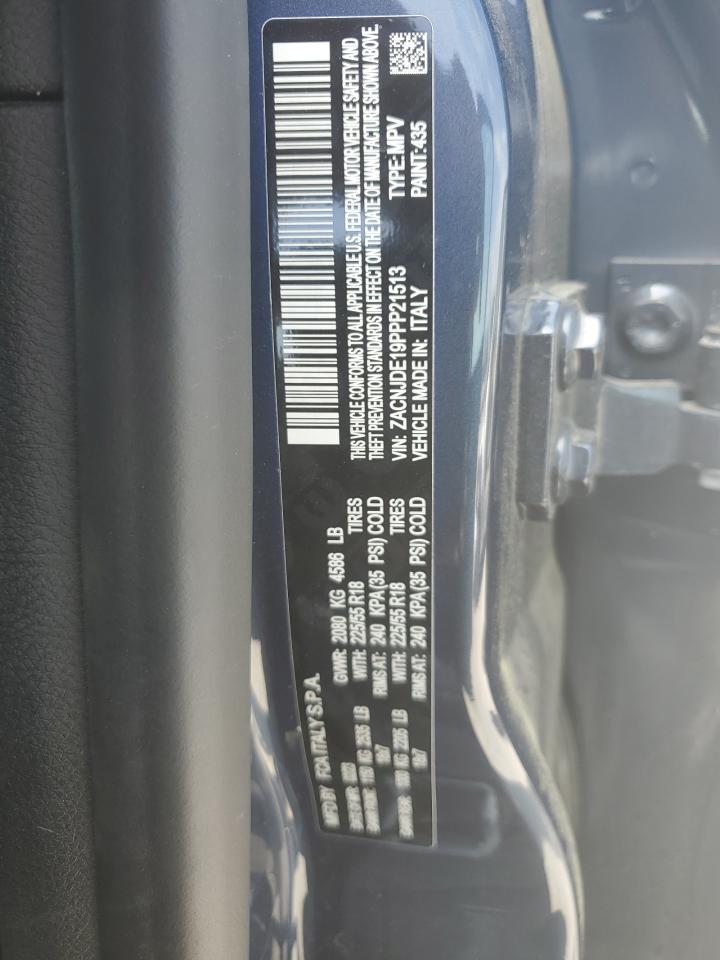 MFD BY FCA ITALY S.P.A.
GVWR: 2080 KG 4586 LB
WITH: 225/55 R18 TIRES
RIMS AT: 240 KPA(35 PSI) COLD
WITH: 225/55 R18 TIRES
RIMS AT: 240 KPA(35 PSI) COLD
THIS VEHICLE CONFORMS TO ALL APPLICABLE U.S. FEDERAL MOTOR VEHICLE SAFETY AND
THEFT PREVENTION STANDARDS IN EFFECT ON THE DATE OF MANUFACTURE SHOWN ABOVE.
VIN: ZACNJDE19PPP21513 TYPE:MPV
VEHICLE MADE IN: ITALY PAINT:435